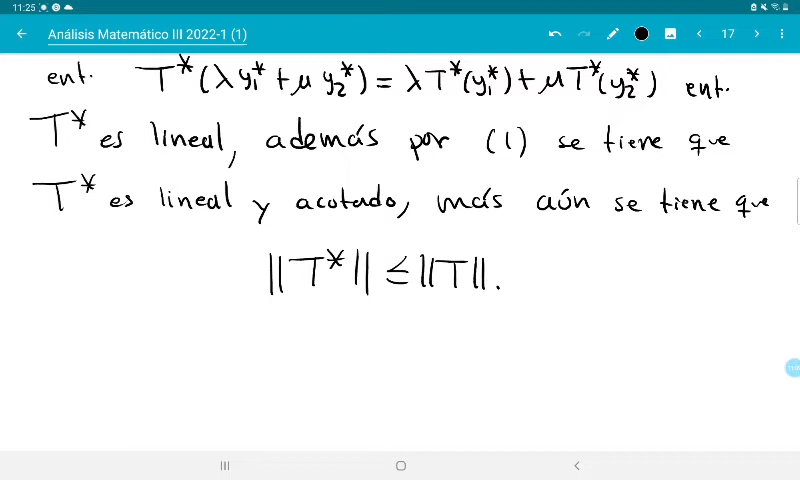 11:25
Análisis Matemático III 2022-1 (1)
17
ent. T*(λy₁* + μy₂*) = λT*(y₁*) + μT*(y₂*) ent.
T* es lineal, además por (1) se tiene que
T* es lineal y acotado, más aún se tiene que
||T*|| ≤ ||T||.